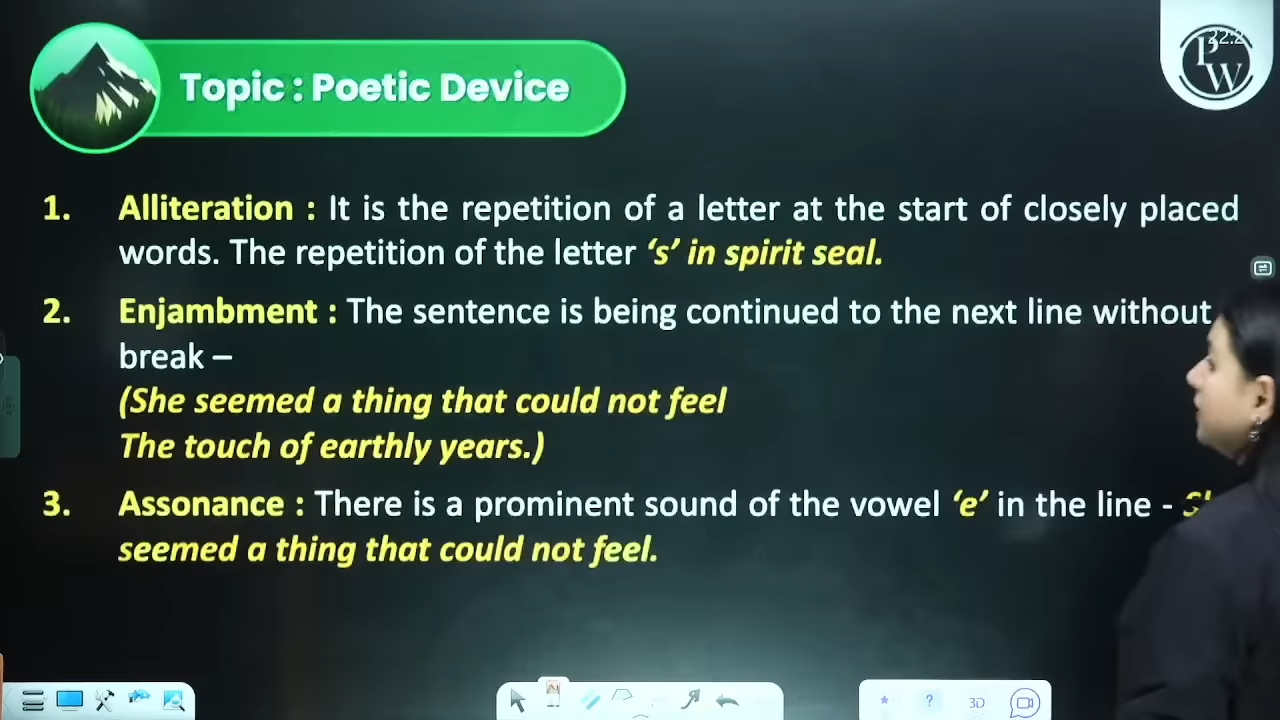 Topic : Poetic Device
PW
1. Alliteration : It is the repetition of a letter at the start of closely placed
words. The repetition of the letter ‘s’ in spirit seal.
2. Enjambment : The sentence is being continued to the next line without
break –
(She seemed a thing that could not feel
The touch of earthly years.)
3. Assonance : There is a prominent sound of the vowel ‘e’ in the line -
seemed a thing that could not feel.
?
3D